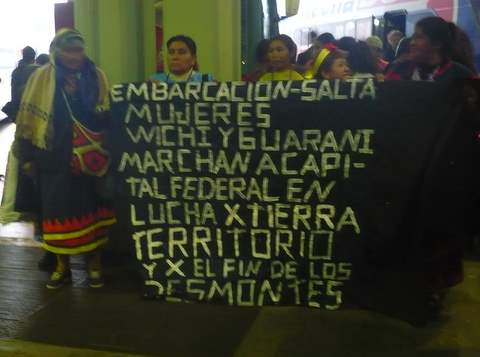 EMBARCACION-SALTA
MUJERES
WICHI Y GUARANI
MARCHAN A CAPI-
TAL FEDERAL EN
LUCHA X TIERRA
TERRITORIO
Y X EL FIN DE LOS
DESMONTES